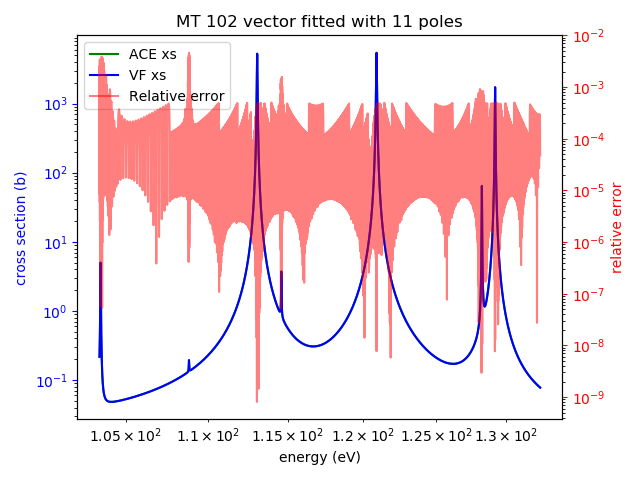 MT 102 vector fitted with 11 poles
ACE xs
VF xs
Relative error
10³
10²
10¹
10⁰
10⁻¹
cross section (b)
10⁻²
10⁻³
10⁻⁴
10⁻⁵
10⁻⁶
10⁻⁷
10⁻⁸
10⁻⁹
relative error
1.05×10² 1.1×10² 1.15×10² 1.2×10² 1.25×10² 1.3×10²
energy (eV)